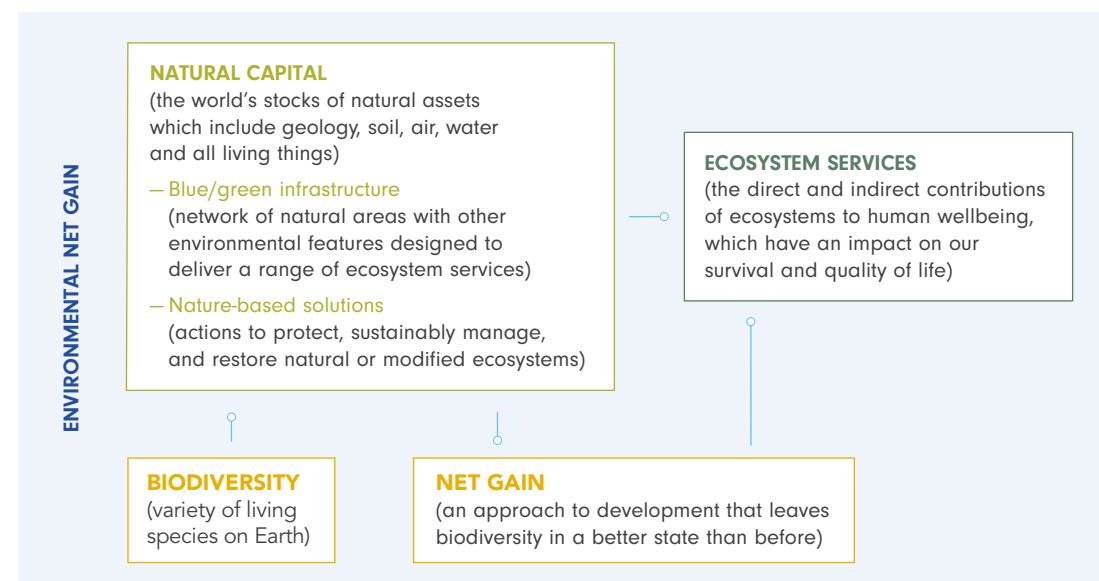 ENVIRONMENTAL NET GAIN
NATURAL CAPITAL
(the world’s stocks of natural assets
which include geology, soil, air, water
and all living things)
— Blue/green infrastructure
(network of natural areas with other
environmental features designed to
deliver a range of ecosystem services)
— Nature-based solutions
(actions to protect, sustainably manage,
and restore natural or modified ecosystems)
ECOSYSTEM SERVICES
(the direct and indirect contributions
of ecosystems to human wellbeing,
which have an impact on our
survival and quality of life)
BIODIVERSITY
(variety of living
species on Earth)
NET GAIN
(an approach to development that leaves
biodiversity in a better state than before)